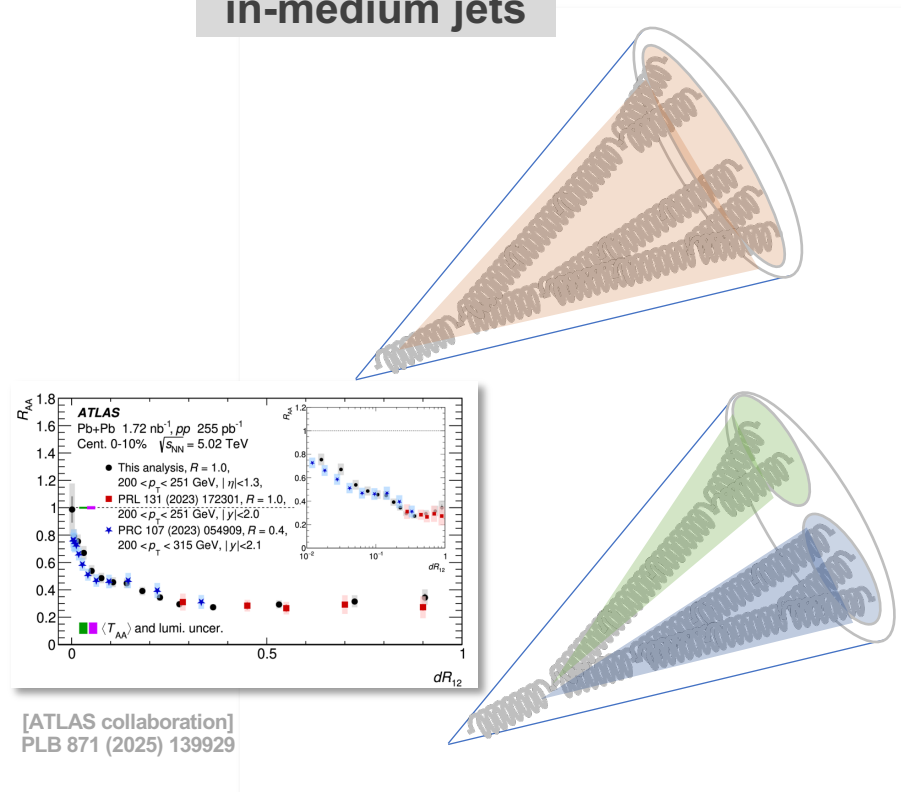 in-medium jets
R_AA
ATLAS
Pb+Pb 1.72 nb⁻¹, pp 255 pb⁻¹
Cent. 0-10% √s_NN = 5.02 TeV
This analysis, R = 1.0,
200 < p_T < 251 GeV, |η|<1.3,
PRL 131 (2023) 172301, R = 1.0,
200 < p_T < 251 GeV, |y|<2.0
PRC 107 (2023) 054909, R = 0.4,
200 < p_T < 315 GeV, |y|<2.1
⟨T_AA⟩ and lumi. uncer.
1.8
1.6
1.4
1.2
1
0.8
0.6
0.4
0.2
0
0 0.5 1
dR₁₂
R_AA
1.2
1
0.8
0.6
0.4
0.2
0
10⁻² 10⁻¹ 1
dR₁₂
[ATLAS collaboration]
PLB 871 (2025) 139929